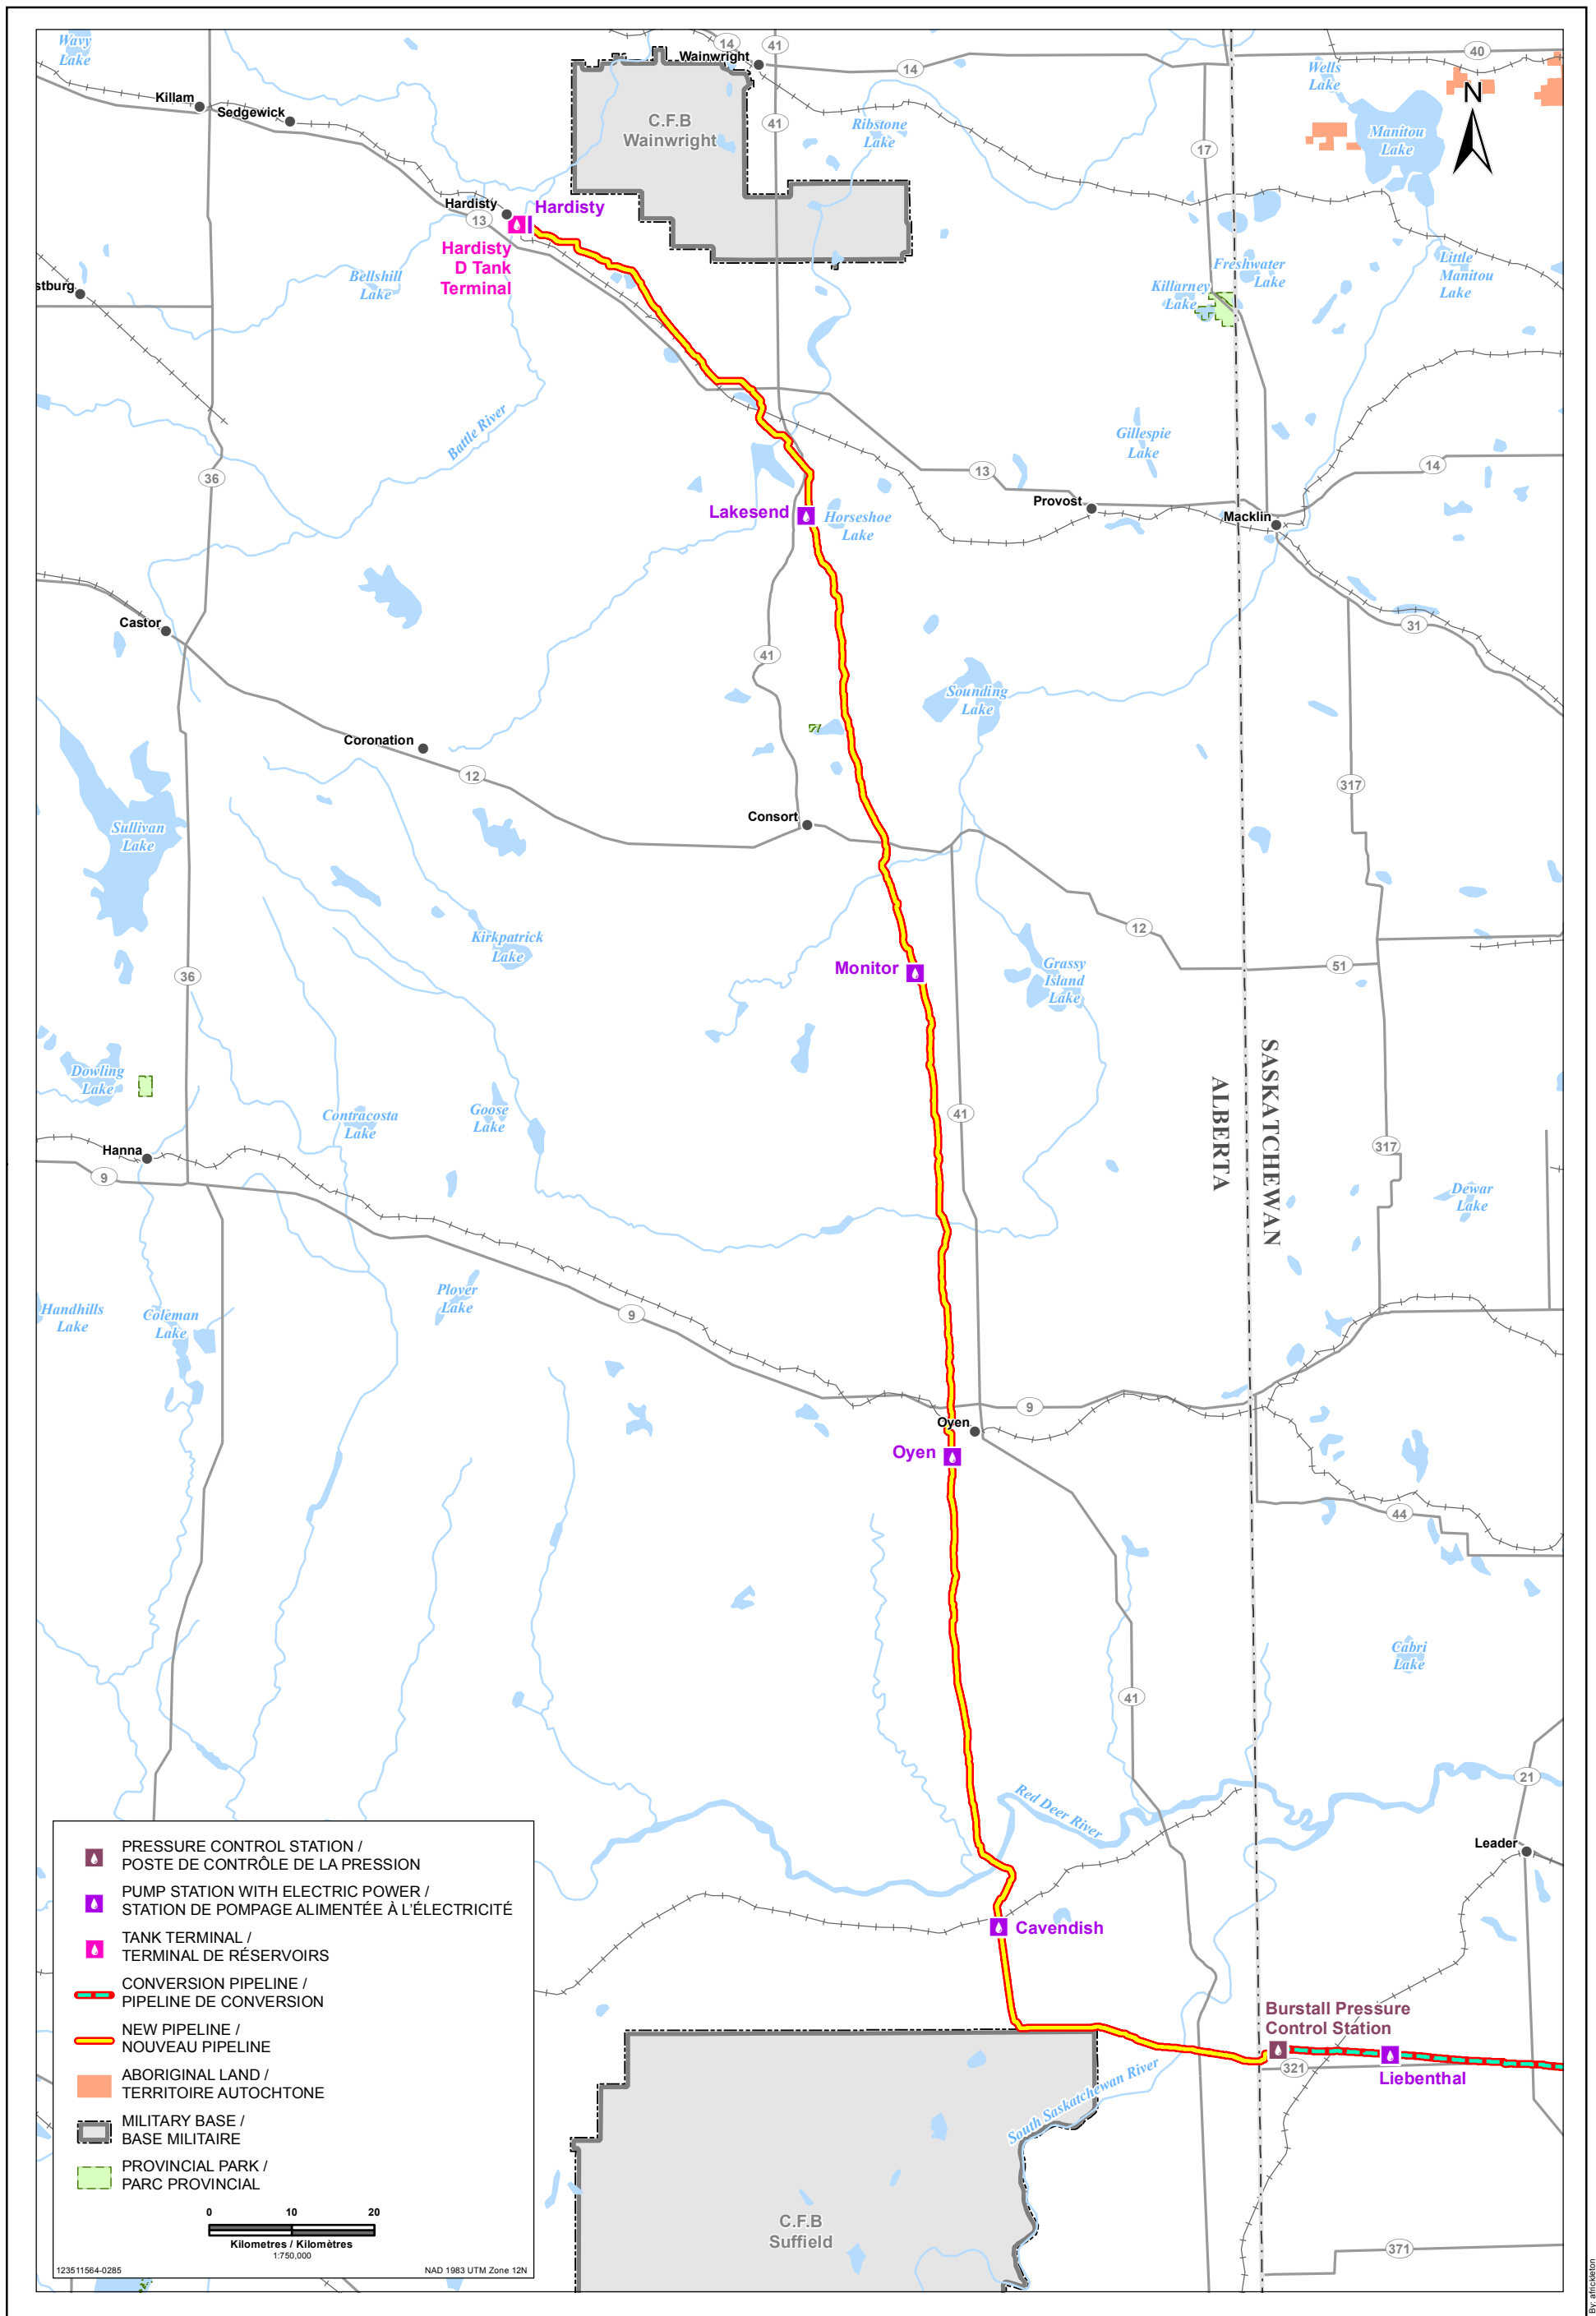 Wavy
Lake
14
41
Wainwright
14
40
Wells
Lake
N
Killam
Sedgewick
C.F.B
Wainwright
41
Ribstone
Lake
Manitou
Lake
17
Hardisty
13
Hardisty
Hardisty
D Tank
Terminal
Bellshill
Lake
Freshwater
Lake
Killarney
Lake
Little
Manitou
Lake
stburg
Battle River
36
Gillespie
Lake
13
14
Provost
Macklin
Lakesend
Horseshoe
Lake
Castor
31
41
Sounding
Lake
Coronation
12
317
Consort
Sullivan
Lake
Kirkpatrick
Lake
12
51
36
Monitor
Grassy
Island
Lake
SASKATCHEWAN
ALBERTA
Dowling
Lake
Contracosta
Lake
Goose
Lake
41
317
Hanna
9
Dewar
Lake
Handhills
Lake
Coleman
Lake
Plover
Lake
9
9
Oyen
Oyen
44
Cabri
Lake
41
21
Red Deer River
Leader
Cavendish
Burstall Pressure
Control Station
321
Liebenthal
South Saskatchewan River
C.F.B
Suffield
371
PRESSURE CONTROL STATION /
POSTE DE CONTRÔLE DE LA PRESSION
PUMP STATION WITH ELECTRIC POWER /
STATION DE POMPAGE ALIMENTÉE À L'ÉLECTRICITÉ
TANK TERMINAL /
TERMINAL DE RÉSERVOIRS
CONVERSION PIPELINE /
PIPELINE DE CONVERSION
NEW PIPELINE /
NOUVEAU PIPELINE
ABORIGINAL LAND /
TERRITOIRE AUTOCHTONE
MILITARY BASE /
BASE MILITAIRE
PROVINCIAL PARK /
PARC PROVINCIAL
0 10 20
Kilometres / Kilomètres
1:750,000
123511564-0285 NAD 1983 UTM Zone 12N
By: africkleton